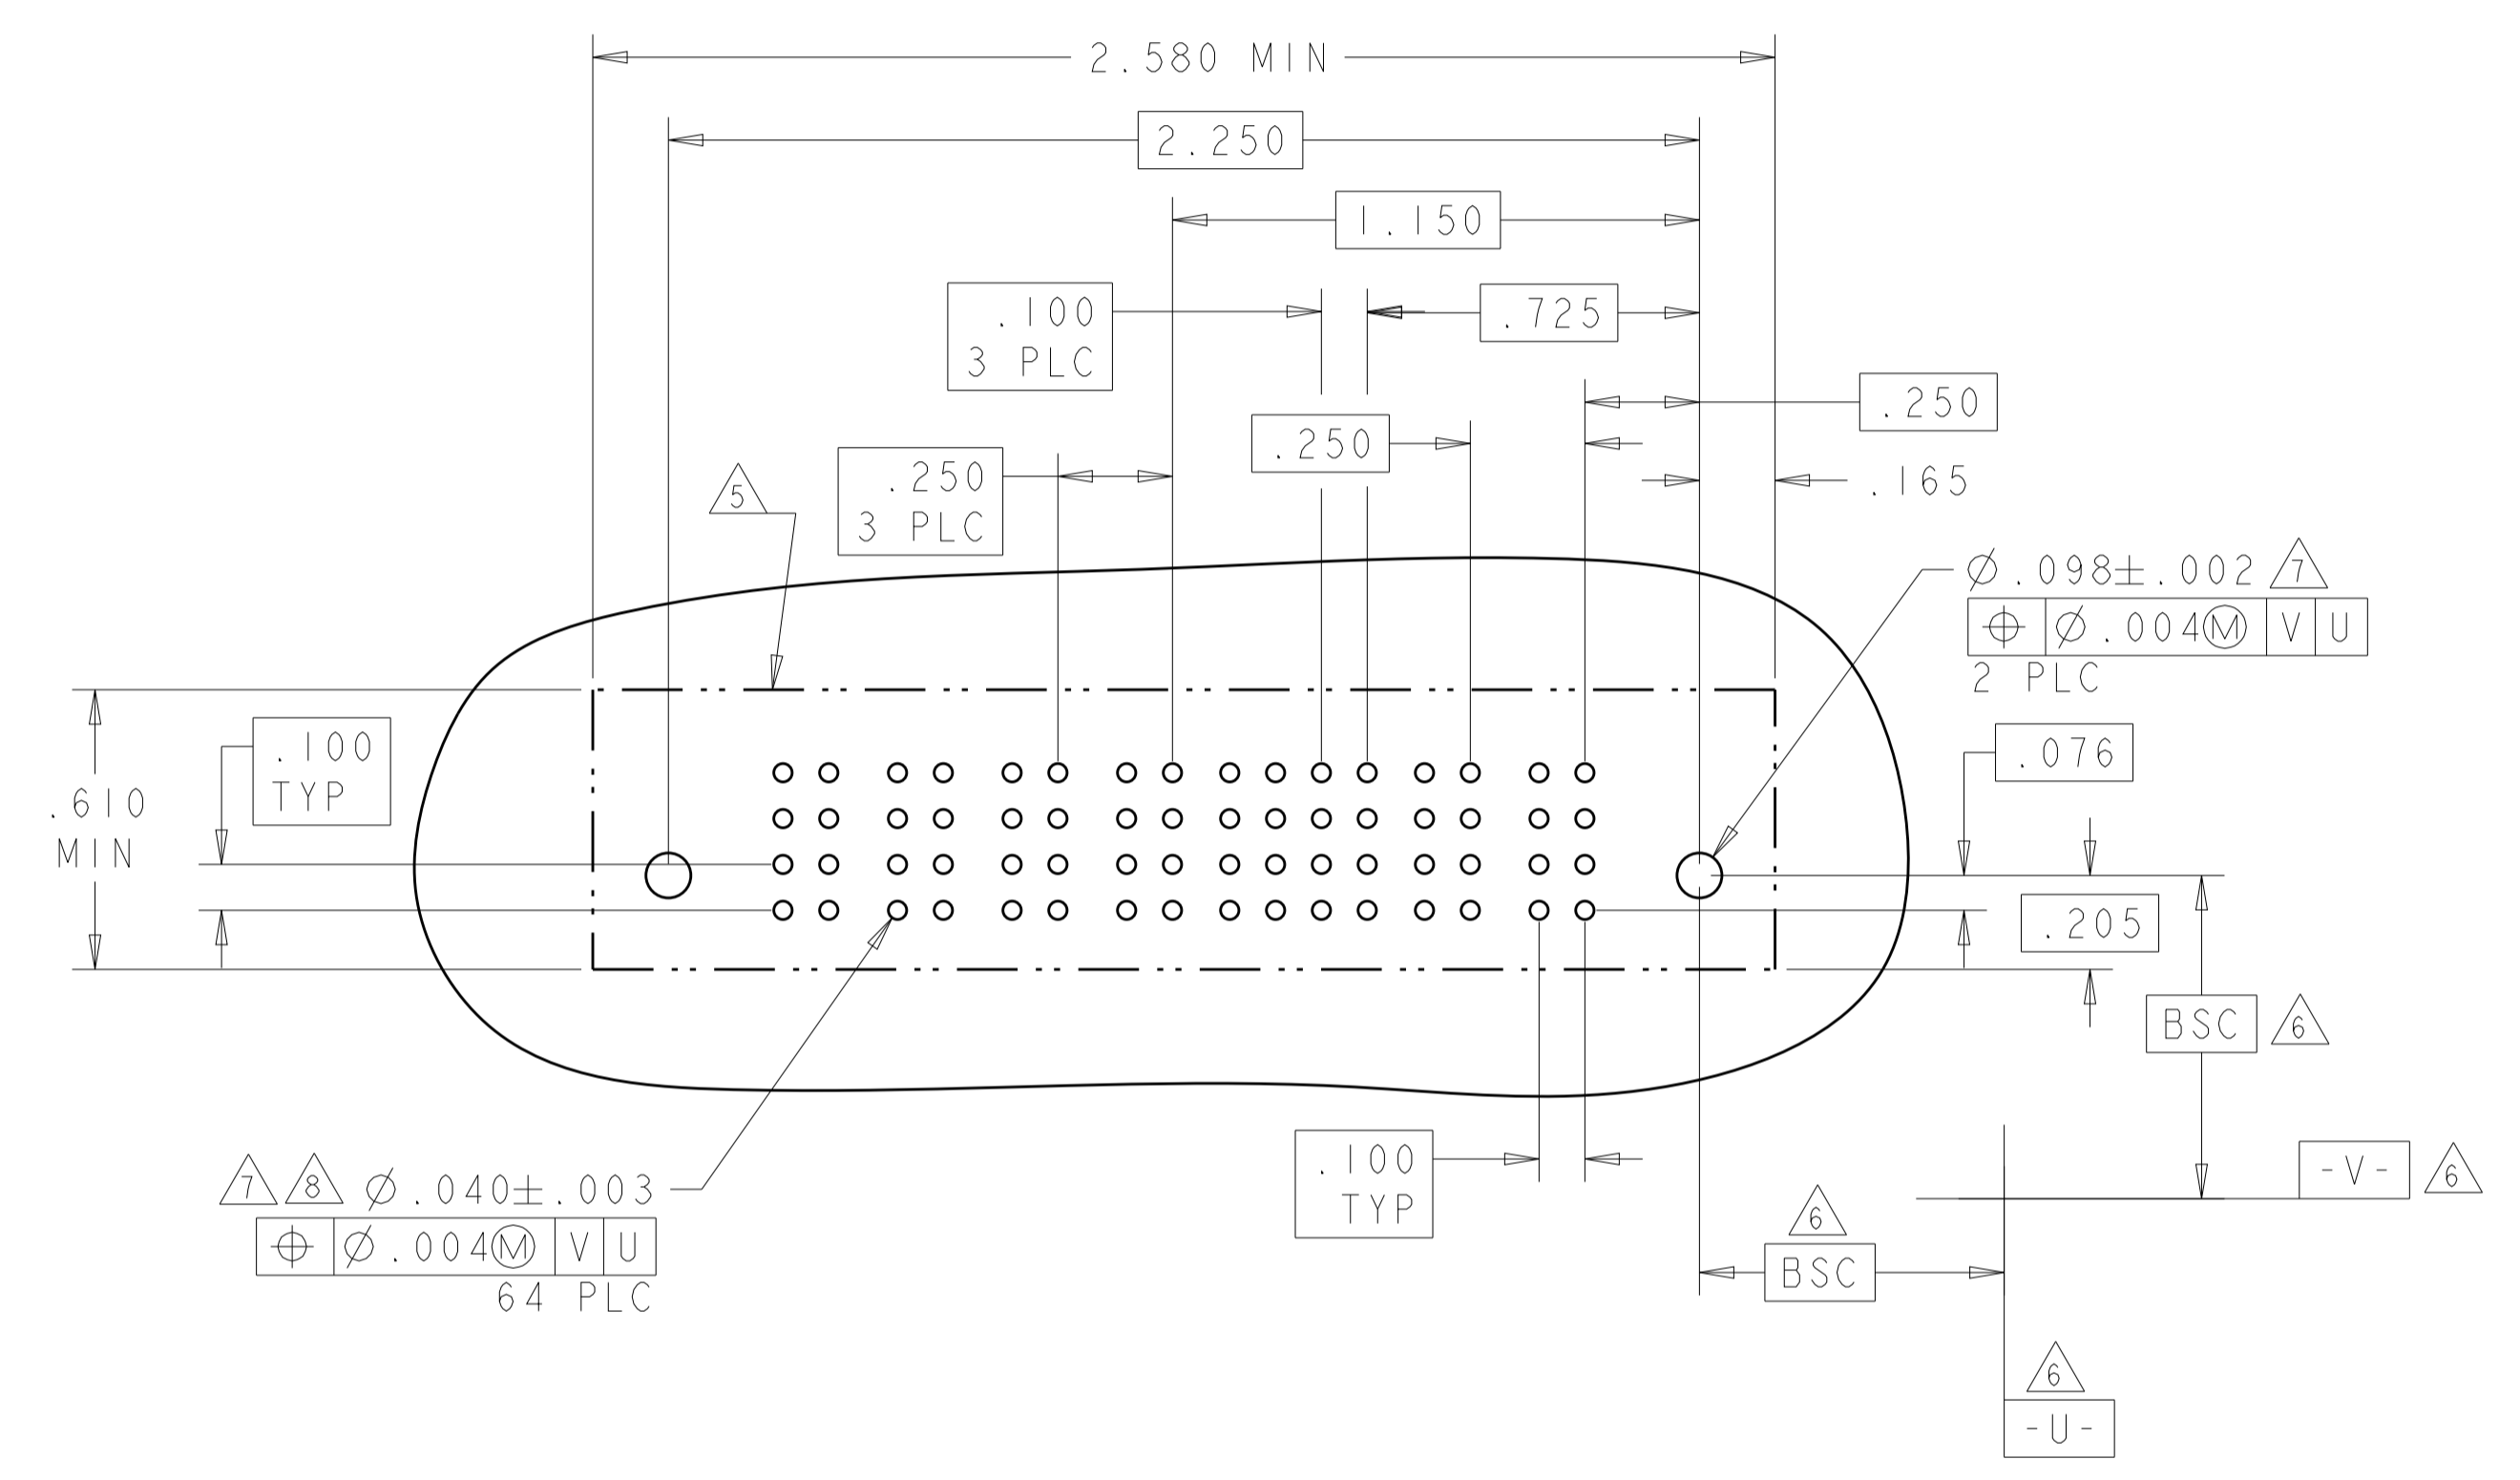 2.580 MIN
2.250
1.150
.100
3 PLC
.725
.250
.250
.250
3 PLC
.165
5
⌀.098±.002 7
⌖ ⌀.004Ⓜ V U
2 PLC
.100
TYP
.076
.610
MIN
.205
BSC 6
-V- 6
.100
TYP
7 8 ⌀.040±.003
⌖ ⌀.004Ⓜ V U
64 PLC
6
BSC
6
-U-